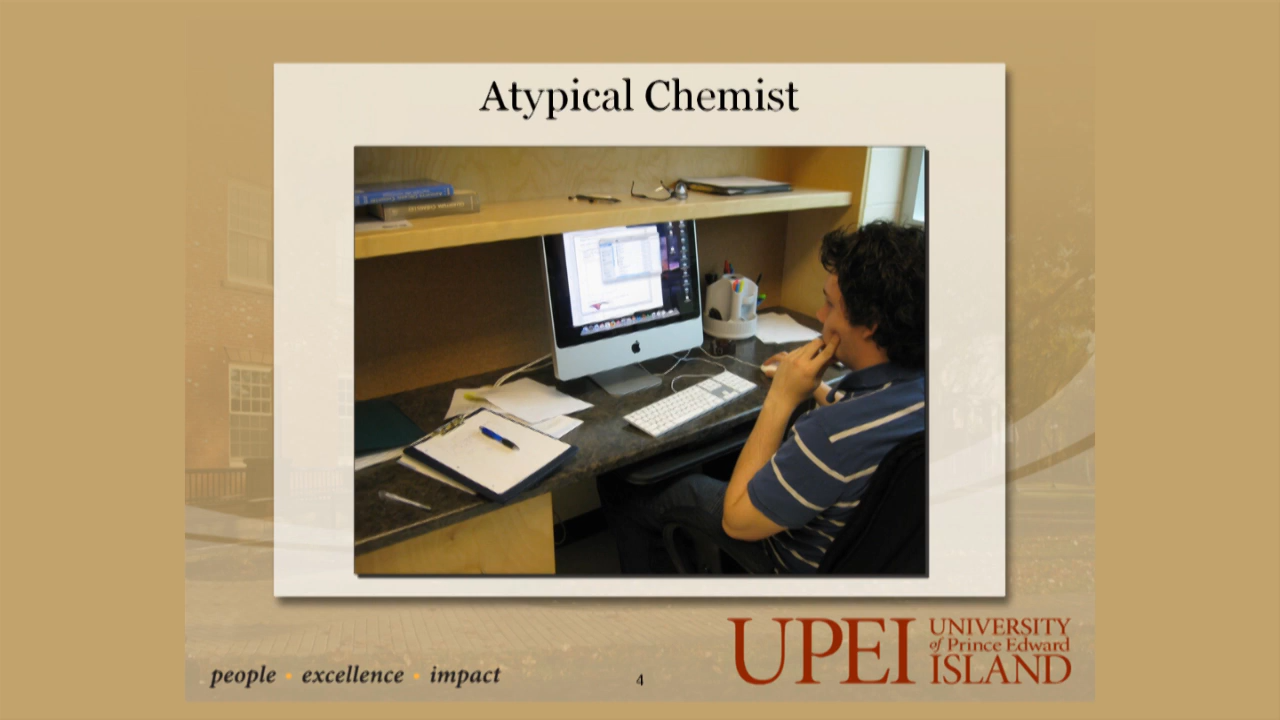 Atypical Chemist
people • excellence • impact
4
UPEI
UNIVERSITY
of Prince Edward
ISLAND